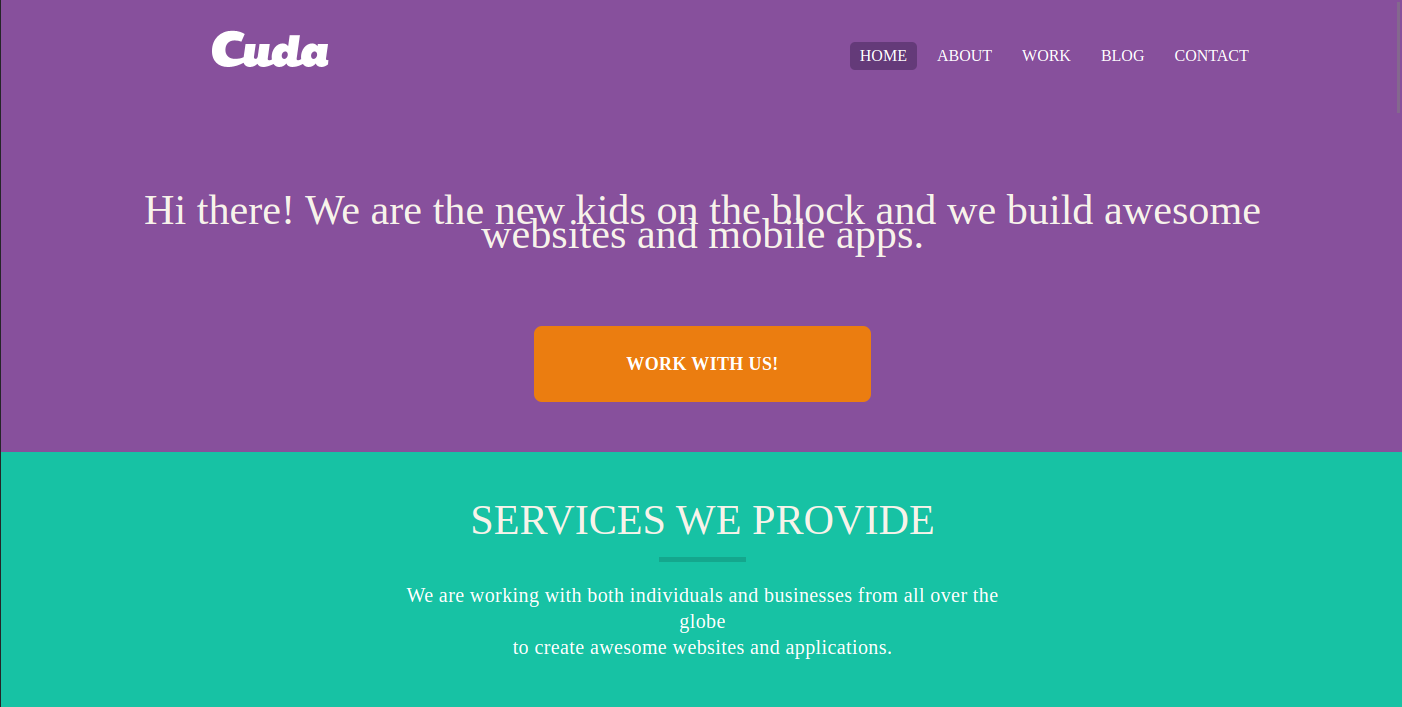 Cuda
HOME ABOUT WORK BLOG CONTACT
Hi there! We are the new kids on the block and we build awesome
websites and mobile apps.
WORK WITH US!
SERVICES WE PROVIDE
We are working with both individuals and businesses from all over the
globe
to create awesome websites and applications.